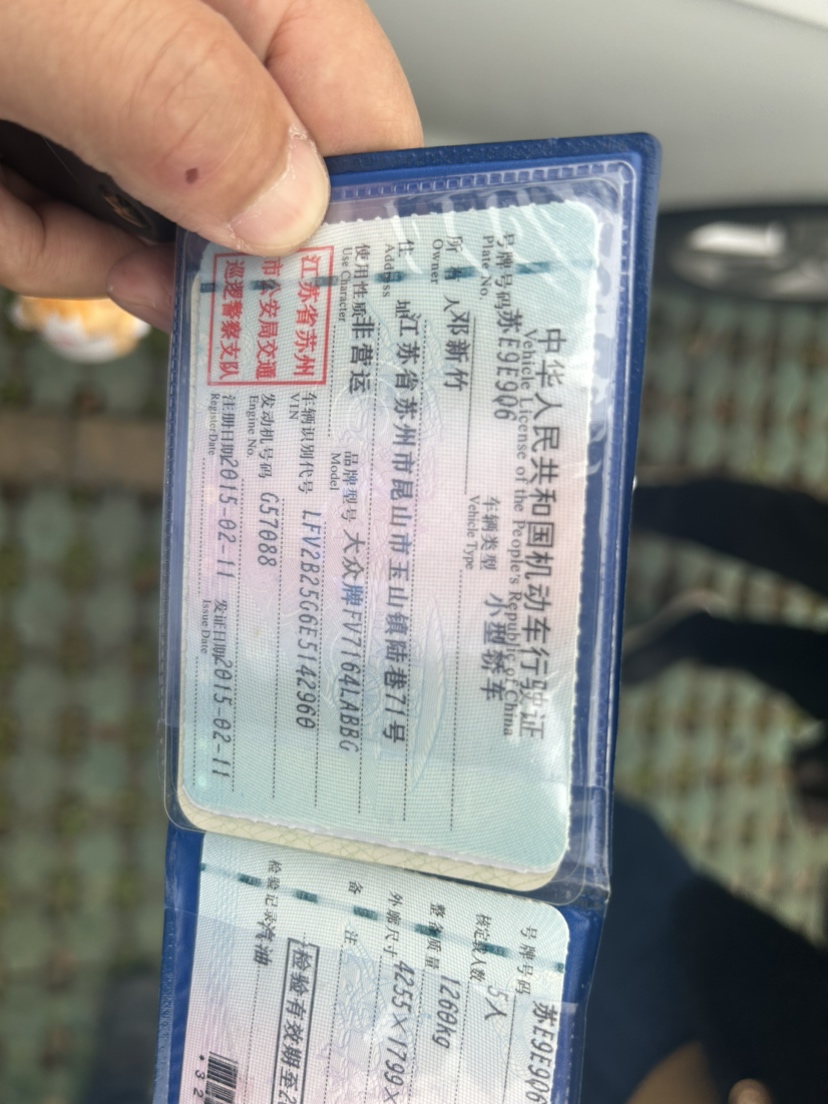 中华人民共和国机动车行驶证
Vehicle License of the People's Republic of China
号牌号码 苏E9E9Q6 车辆类型 小型轿车
Plate No. Vehicle Type
所有人 邓新竹
Owner
住址 江苏省苏州市昆山市玉山镇陆巷71号
Address
使用性质 非营运 品牌型号 大众牌FV7164LABBG
Use Character Model
江苏省苏州
市公安局交通
巡逻警察支队
车辆识别代号 LFV2B25G6E5142960
VIN
发动机号码 G57088
Engine No.
注册日期 2015-02-11 发证日期 2015-02-11
Register Date Issue Date
号牌号码 苏E9E9Q6
核定载人数 5人
整备质量 1260kg
外廓尺寸 4255×1799×
备注
检验有效期至2
检验记录 汽油